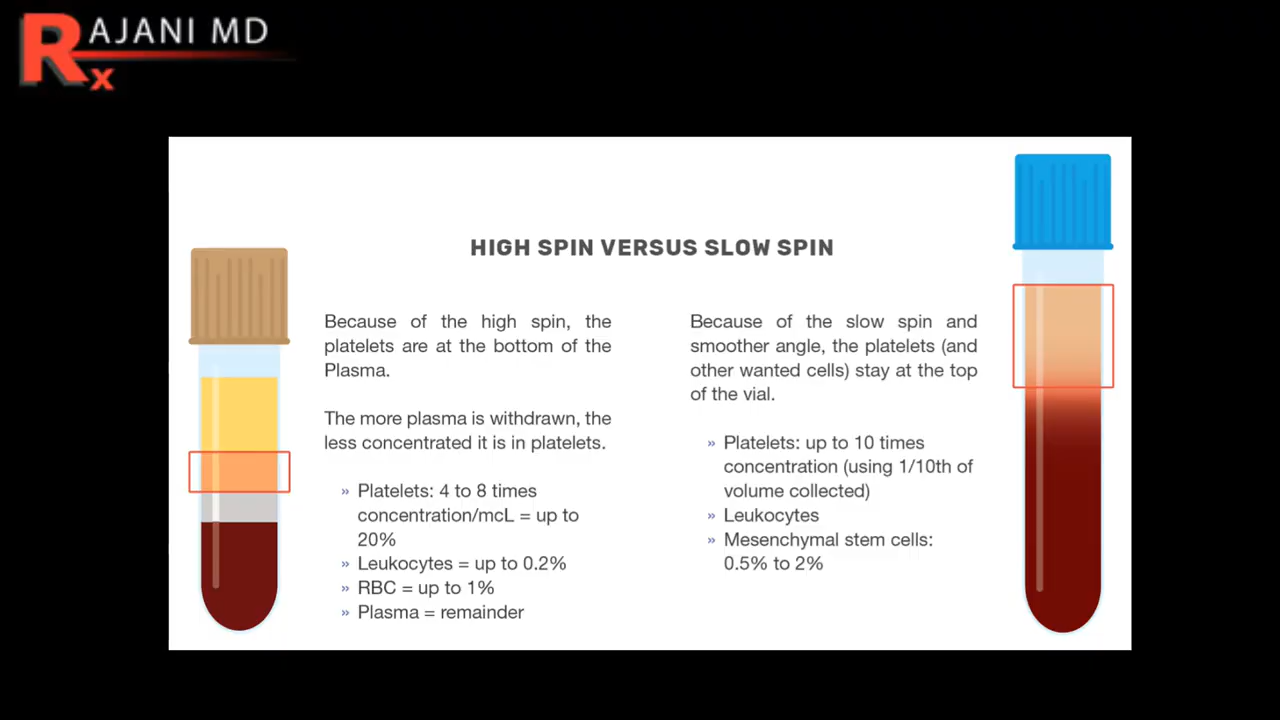 RX AJANI MD
HIGH SPIN VERSUS SLOW SPIN
Because of the high spin, the
platelets are at the bottom of the
Plasma.
The more plasma is withdrawn, the
less concentrated it is in platelets.
» Platelets: 4 to 8 times
concentration/mcL = up to
20%
» Leukocytes = up to 0.2%
» RBC = up to 1%
» Plasma = remainder
Because of the slow spin and
smoother angle, the platelets (and
other wanted cells) stay at the top
of the vial.
» Platelets: up to 10 times
concentration (using 1/10th of
volume collected)
» Leukocytes
» Mesenchymal stem cells:
0.5% to 2%